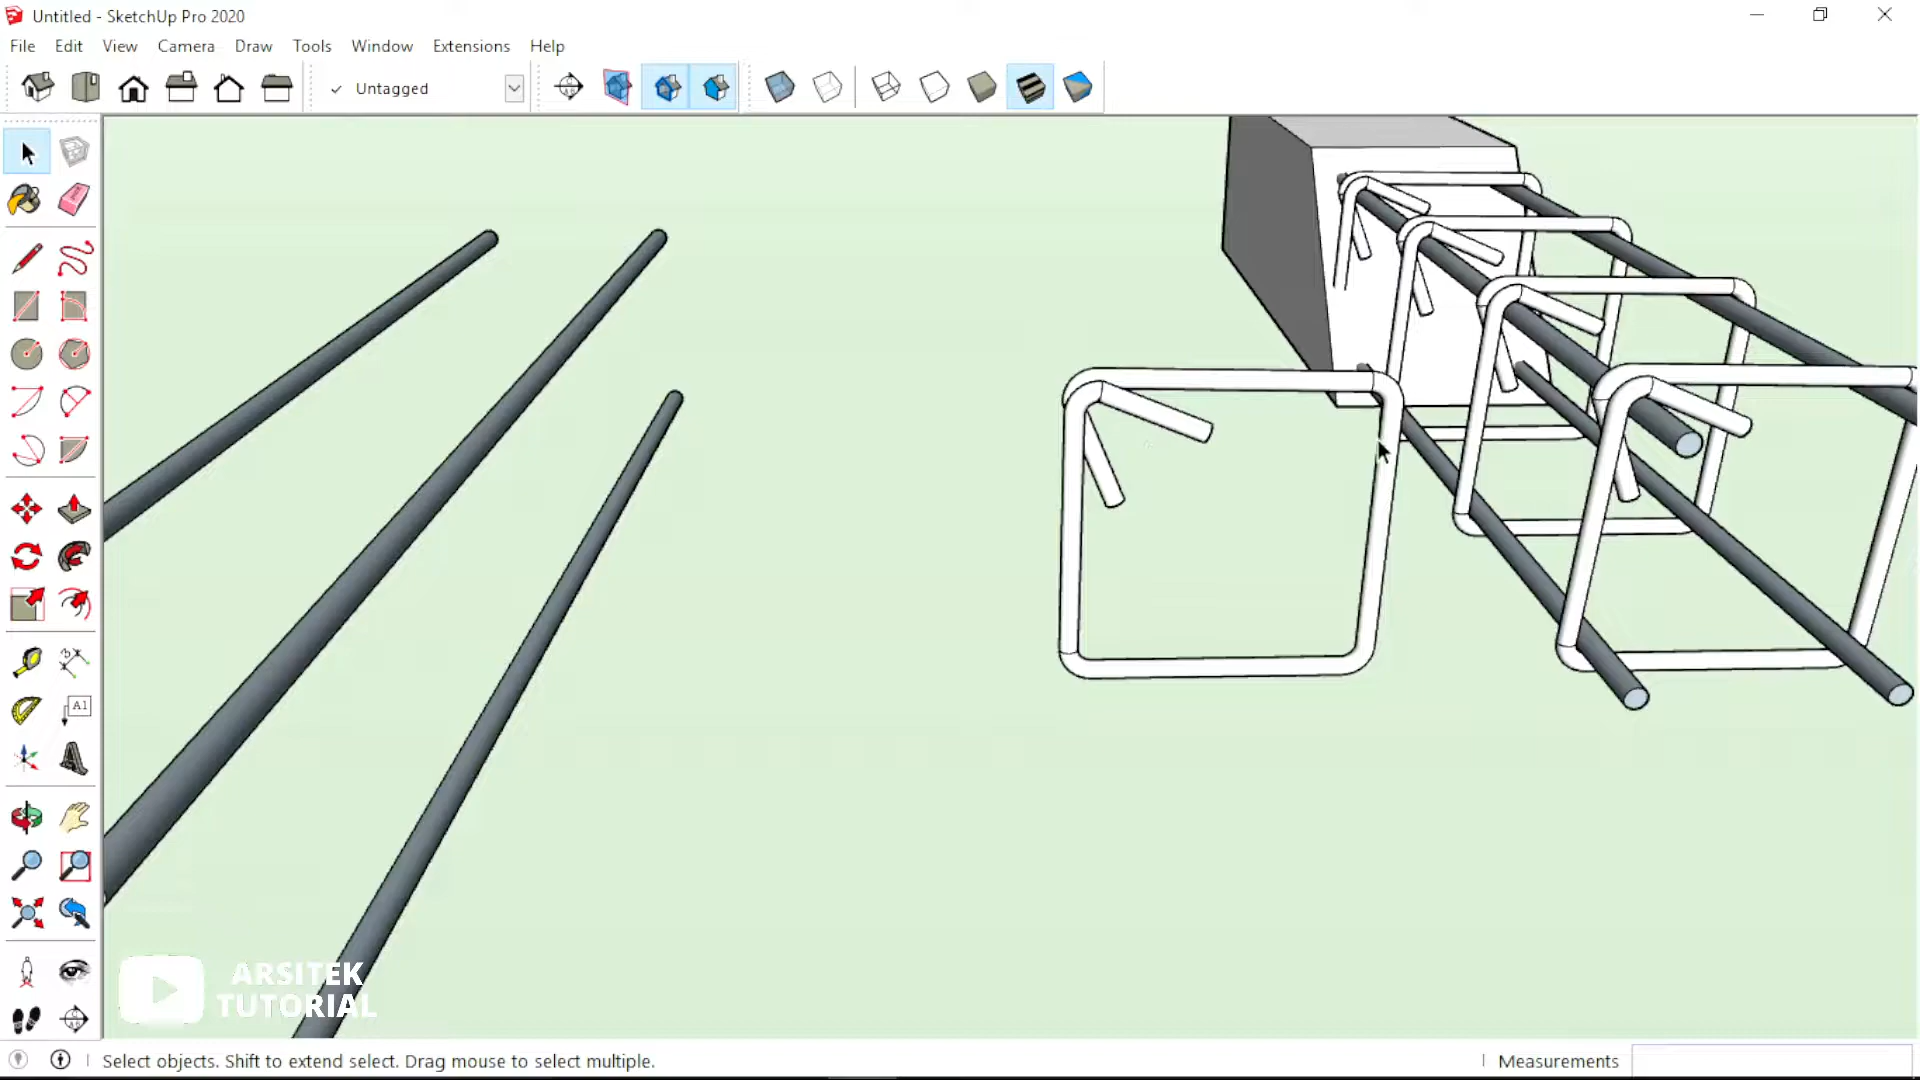 Untitled - SketchUp Pro 2020
File Edit View Camera Draw Tools Window Extensions Help
Untagged
A1
ARSITEK
TUTORIAL
Select objects. Shift to extend select. Drag mouse to select multiple.
Measurements